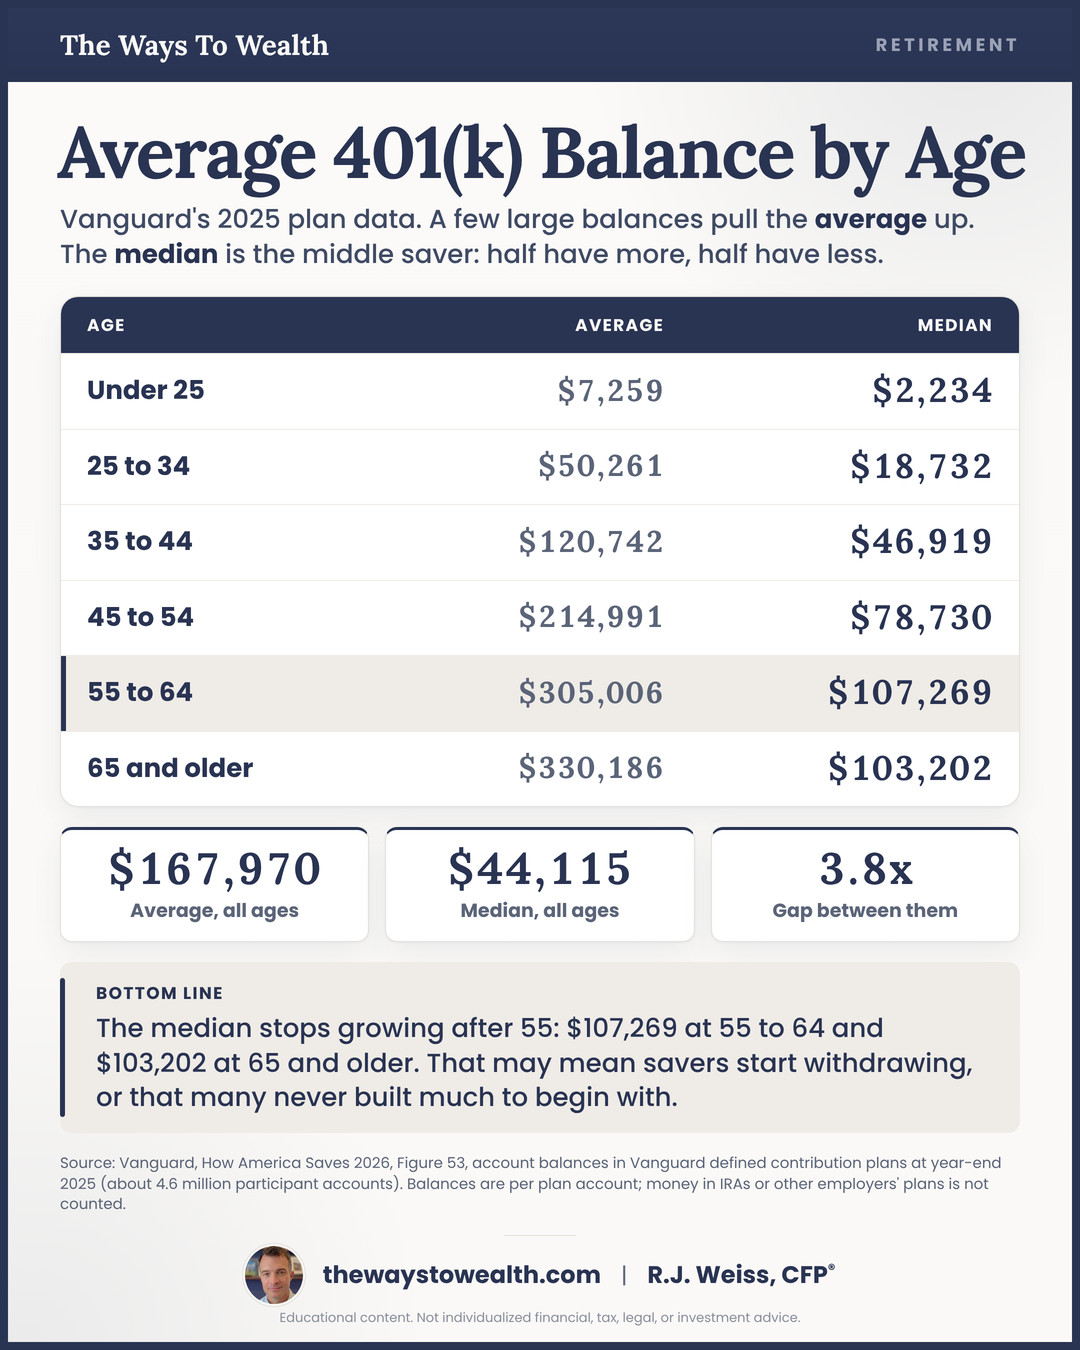 The Ways To Wealth
RETIREMENT
Average 401(k) Balance by Age
Vanguard's 2025 plan data. A few large balances pull the average up.
The median is the middle saver: half have more, half have less.
AGE AVERAGE MEDIAN
Under 25 $7,259 $2,234
25 to 34 $50,261 $18,732
35 to 44 $120,742 $46,919
45 to 54 $214,991 $78,730
55 to 64 $305,006 $107,269
65 and older $330,186 $103,202
$167,970
Average, all ages
$44,115
Median, all ages
3.8x
Gap between them
BOTTOM LINE
The median stops growing after 55: $107,269 at 55 to 64 and
$103,202 at 65 and older. That may mean savers start withdrawing,
or that many never built much to begin with.
Source: Vanguard, How America Saves 2026, Figure 53, account balances in Vanguard defined contribution plans at year-end
2025 (about 4.6 million participant accounts). Balances are per plan account; money in IRAs or other employers' plans is not
counted.
thewaystowealth.com | R.J. Weiss, CFP®
Educational content. Not individualized financial, tax, legal, or investment advice.